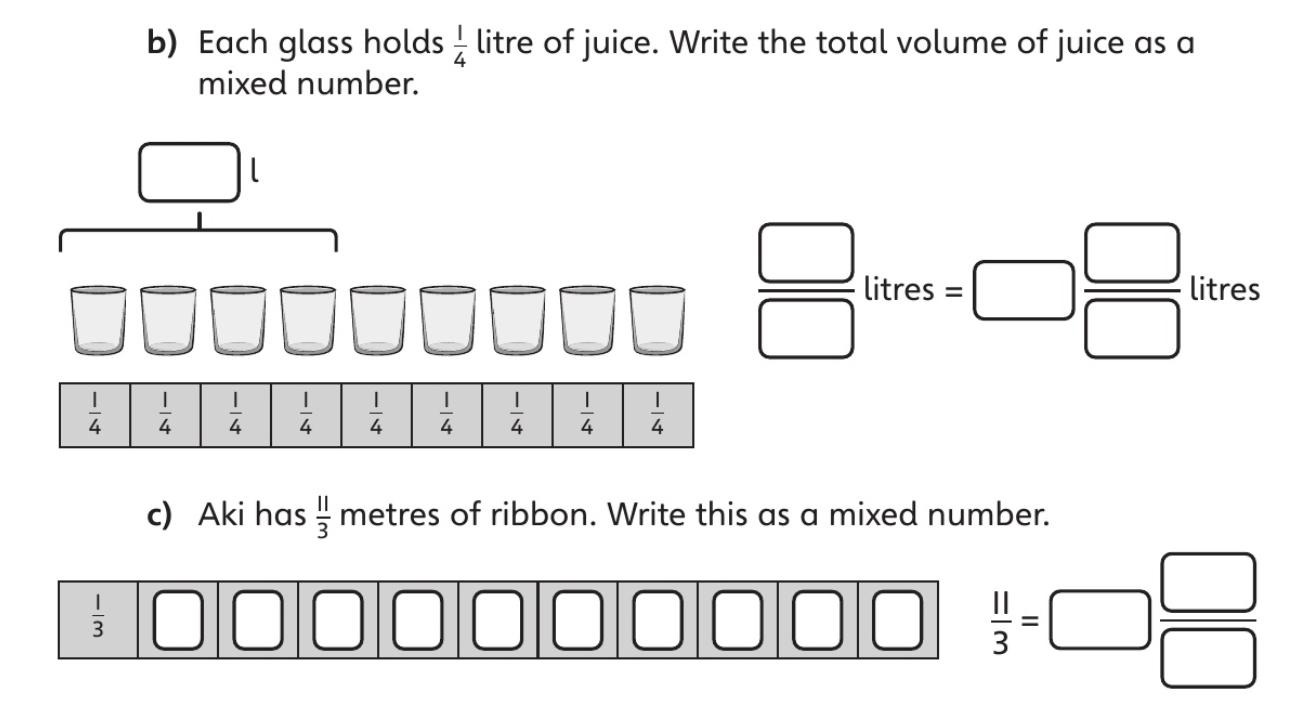 b) Each glass holds 1/4 litre of juice. Write the total volume of juice as a
mixed number.
l
litres = litres
1/4 1/4 1/4 1/4 1/4 1/4 1/4 1/4 1/4
c) Aki has 11/3 metres of ribbon. Write this as a mixed number.
1/3
11/3 =